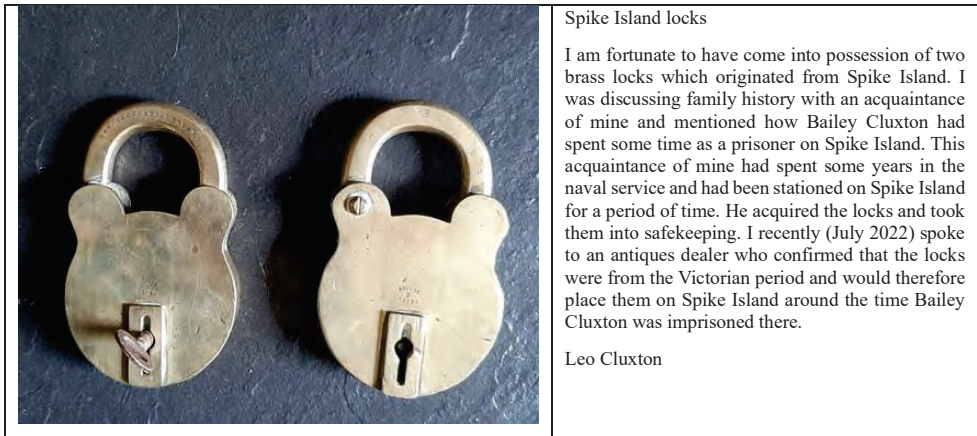 Spike Island locks
I am fortunate to have come into possession of two
brass locks which originated from Spike Island. I
was discussing family history with an acquaintance
of mine and mentioned how Bailey Cluxton had
spent some time as a prisoner on Spike Island. This
acquaintance of mine had spent some years in the
naval service and had been stationed on Spike Island
for a period of time. He acquired the locks and took
them into safekeeping. I recently (July 2022) spoke
to an antiques dealer who confirmed that the locks
were from the Victorian period and would therefore
place them on Spike Island around the time Bailey
Cluxton was imprisoned there.
Leo Cluxton